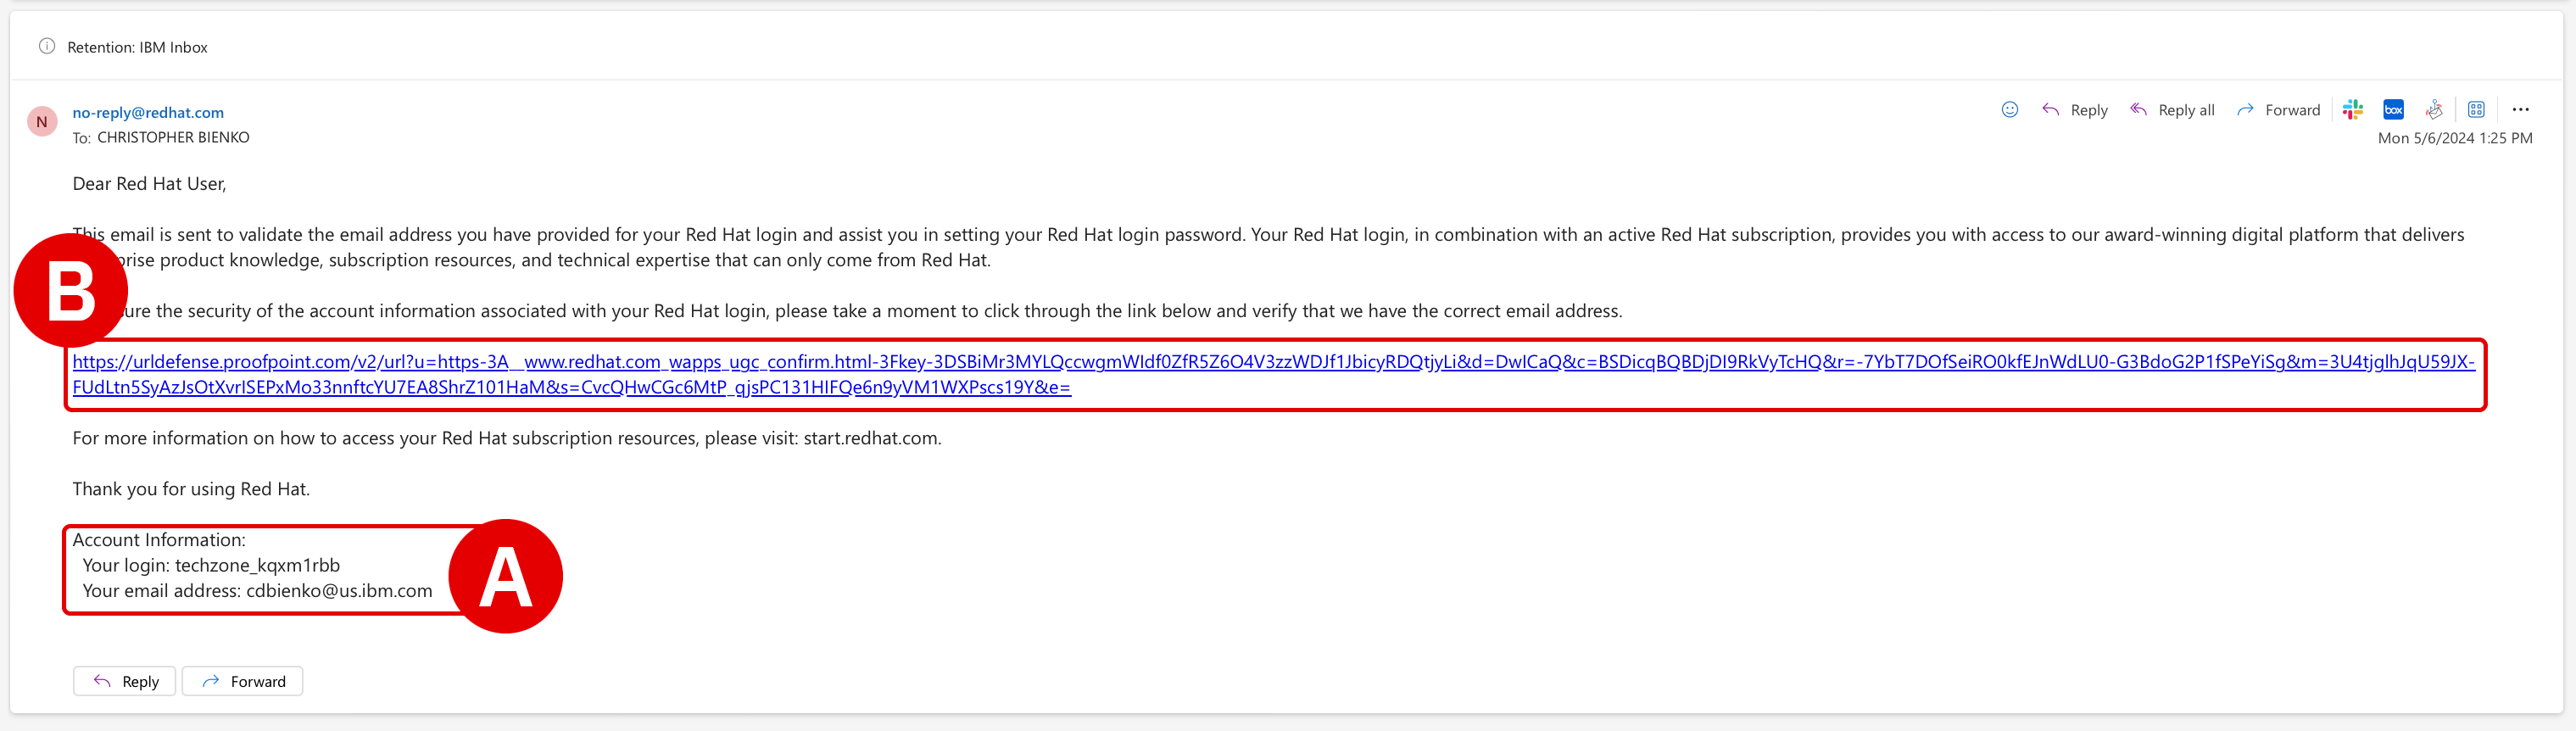 Retention: IBM Inbox
N
no-reply@redhat.com
To: CHRISTOPHER BIENKO
Reply
Reply all
Forward
box
Mon 5/6/2024 1:25 PM
Dear Red Hat User,
This email is sent to validate the email address you have provided for your Red Hat login and assist you in setting your Red Hat login password. Your Red Hat login, in combination with an active Red Hat subscription, provides you with access to our award-winning digital platform that delivers
prise product knowledge, subscription resources, and technical expertise that can only come from Red Hat.
B
ure the security of the account information associated with your Red Hat login, please take a moment to click through the link below and verify that we have the correct email address.
https://urldefense.proofpoint.com/v2/url?u=https-3A__www.redhat.com_wapps_ugc_confirm.html-3Fkey-3DSBiMr3MYLQccwgmWIdf0ZfR5Z6O4V3zzWDJf1JbicyRDQtjyLi&d=DwICaQ&c=BSDicqBQBDjDI9RkVyTcHQ&r=-7YbT7DOfSeiRO0kfEJnWdLU0-G3BdoG2P1fSPeYiSg&m=3U4tjglhJqU59JX-
FUdLtn5SyAzJsOtXvrISEPxMo33nnftcYU7EA8ShrZ101HaM&s=CvcQHwCGc6MtP_qjsPC131HIFQe6n9yVM1WXPscs19Y&e=
For more information on how to access your Red Hat subscription resources, please visit: start.redhat.com.
Thank you for using Red Hat.
Account Information:
Your login: techzone_kqxm1rbb
Your email address: cdbienko@us.ibm.com
A
Reply
Forward